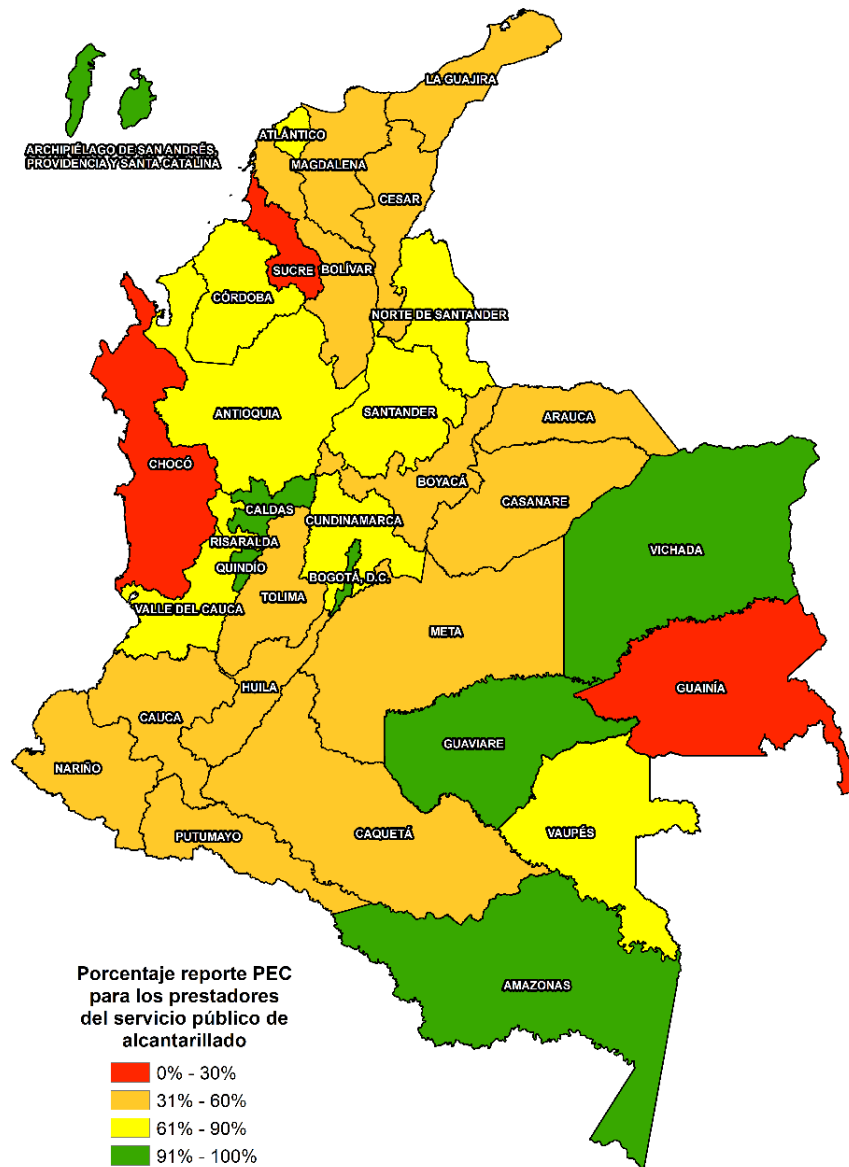 LA GUAJIRA
ATLÁNTICO
ARCHIPIÉLAGO DE SAN ANDRÉS,
PROVIDENCIA Y SANTA CATALINA
MAGDALENA
CESAR
SUCRE
BOLÍVAR
CÓRDOBA
NORTE DE SANTANDER
ANTIOQUIA
SANTANDER
ARAUCA
CHOCÓ
BOYACÁ
CASANARE
CALDAS
CUNDINAMARCA
RISARALDA
VICHADA
QUINDÍO
BOGOTÁ, D.C.
TOLIMA
VALLE DEL CAUCA
META
HUILA
GUAINÍA
CAUCA
GUAVIARE
NARIÑO
PUTUMAYO
CAQUETÁ
VAUPÉS
AMAZONAS
Porcentaje reporte PEC
para los prestadores
del servicio público de
alcantarillado
0% - 30%
31% - 60%
61% - 90%
91% - 100%